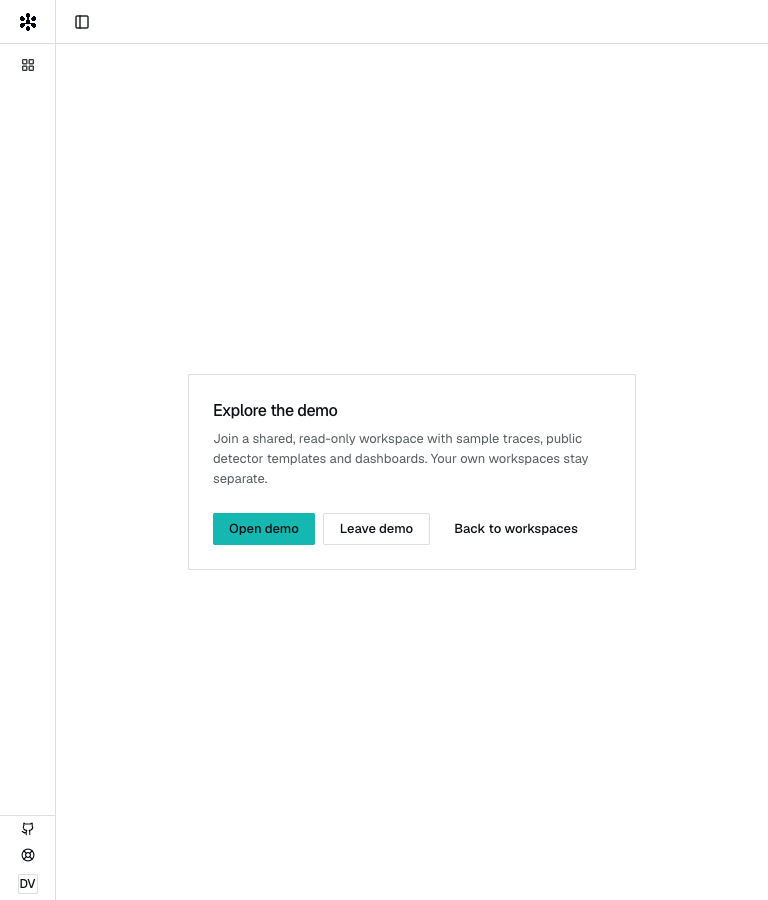 Explore the demo
Join a shared, read-only workspace with sample traces, public
detector templates and dashboards. Your own workspaces stay
separate.
Open demo
Leave demo
Back to workspaces
DV